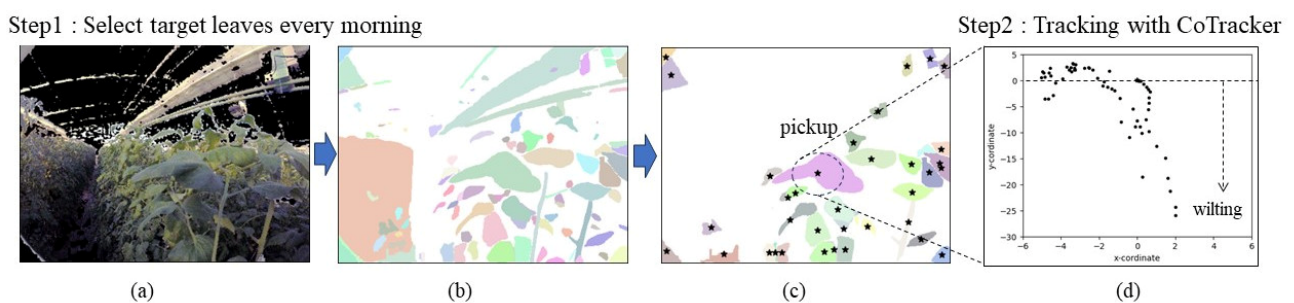 Step1 : Select target leaves every morning
Step2 : Tracking with CoTracker
pickup
5
0
−5
−10
−15
−20
−25
−30
y-cordinate
wilting
−6 −4 −2 0 2 4 6
x-cordinate
(a) (b) (c) (d)